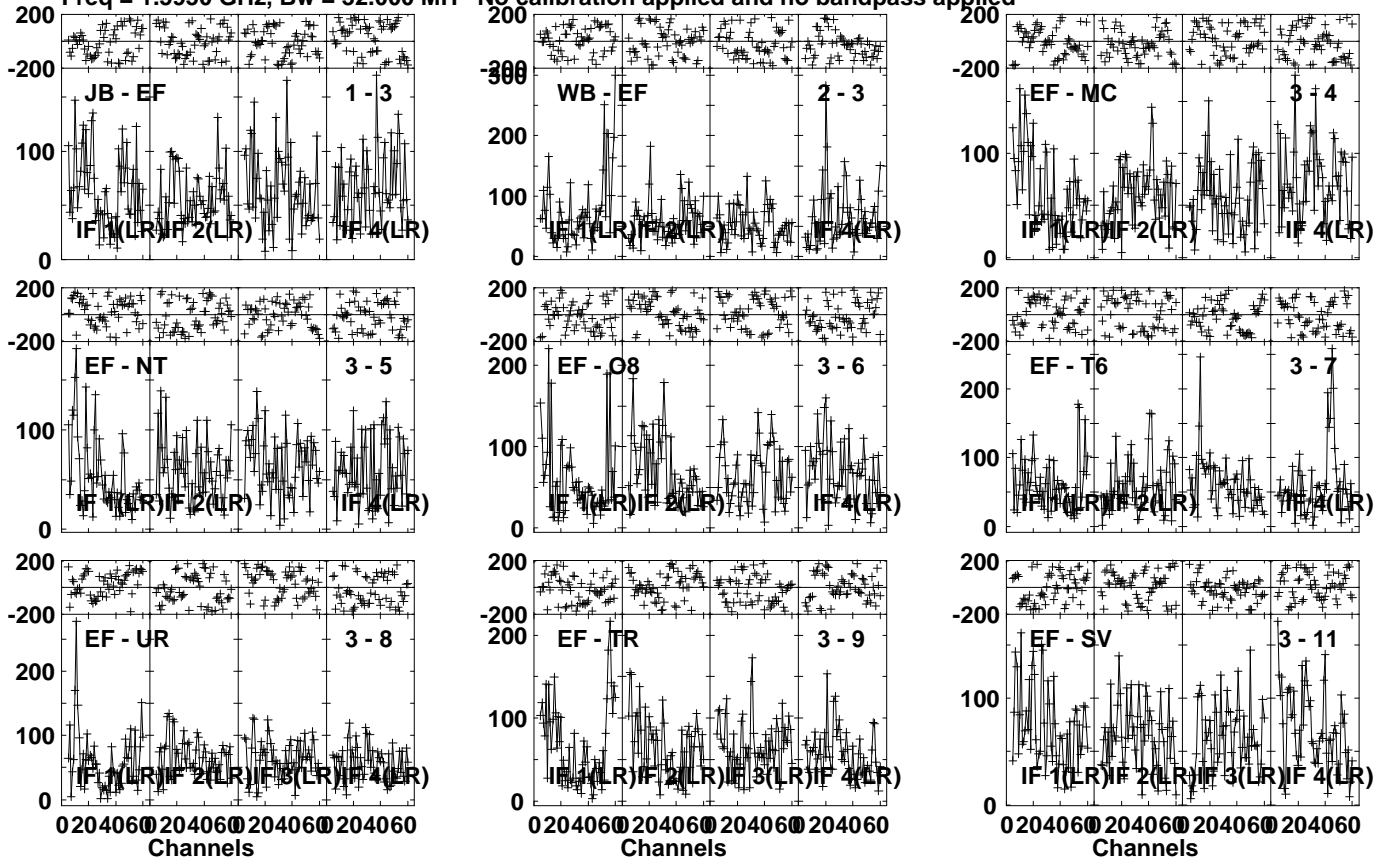 Freq = 1.5950 GHz, Bw = 32.000 MH No calibration applied and no bandpass applied
200
-200
JB - EF 1 - 3
100
0
IF 1(LR) IF 2(LR) IF 4(LR)
200
-200
300
WB - EF 2 - 3
200
100
0
IF 1(LR) IF 2(LR) IF 4(LR)
200
-200
EF - MC 3 - 4
100
0
IF 1(LR) IF 2(LR) IF 4(LR)
200
-200
EF - NT 3 - 5
100
0
IF 1(LR) IF 2(LR) IF 4(LR)
200
-200
200
EF - O8 3 - 6
100
0
IF 1(LR) IF 2(LR) IF 4(LR)
200
-200
EF - T6 3 - 7
200
100
0
IF 1(LR) IF 2(LR) IF 4(LR)
200
-200
EF - UR 3 - 8
200
100
0
IF 1(LR) IF 2(LR) IF 3(LR) IF 4(LR)
0 20 40 60 0 20 40 60 0 20 40 60 0 20 40 60
Channels
200
-200
200
EF - TR 3 - 9
100
0
IF 1(LR) IF 2(LR) IF 3(LR) IF 4(LR)
0 20 40 60 0 20 40 60 0 20 40 60 0 20 40 60
Channels
200
-200
EF - SV 3 - 11
100
0
IF 1(LR) IF 2(LR) IF 3(LR) IF 4(LR)
0 20 40 60 0 20 40 60 0 20 40 60 0 20 40 60
Channels